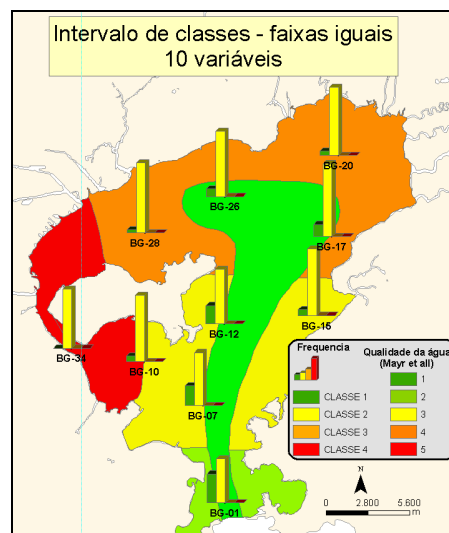 Intervalo de classes - faixas iguais
10 variáveis
BG-20
BG-26
BG-17
BG-28
BG-12
BG-15
BG-34
BG-10
BG-07
BG-01
Frequencia
CLASSE 1
CLASSE 2
CLASSE 3
CLASSE 4
Qualidade da água
(Mayr et all)
1
2
3
4
5
N
0 2.800 5.600
m